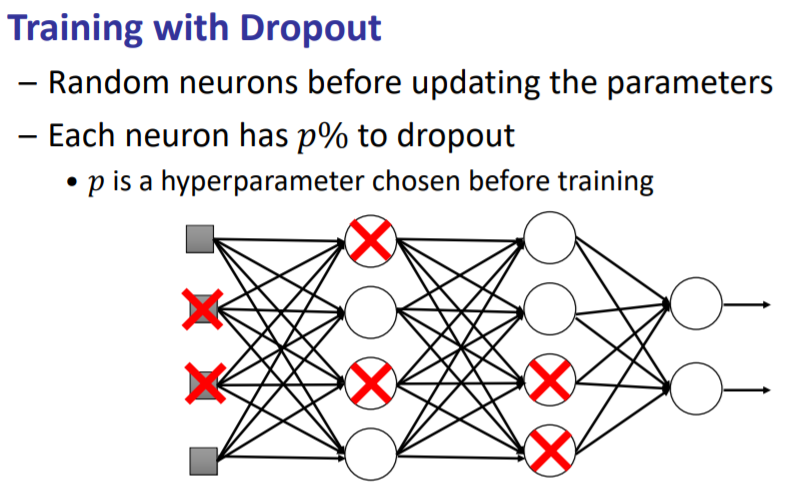 Training with Dropout
– Random neurons before updating the parameters
– Each neuron has p% to dropout
• p is a hyperparameter chosen before training